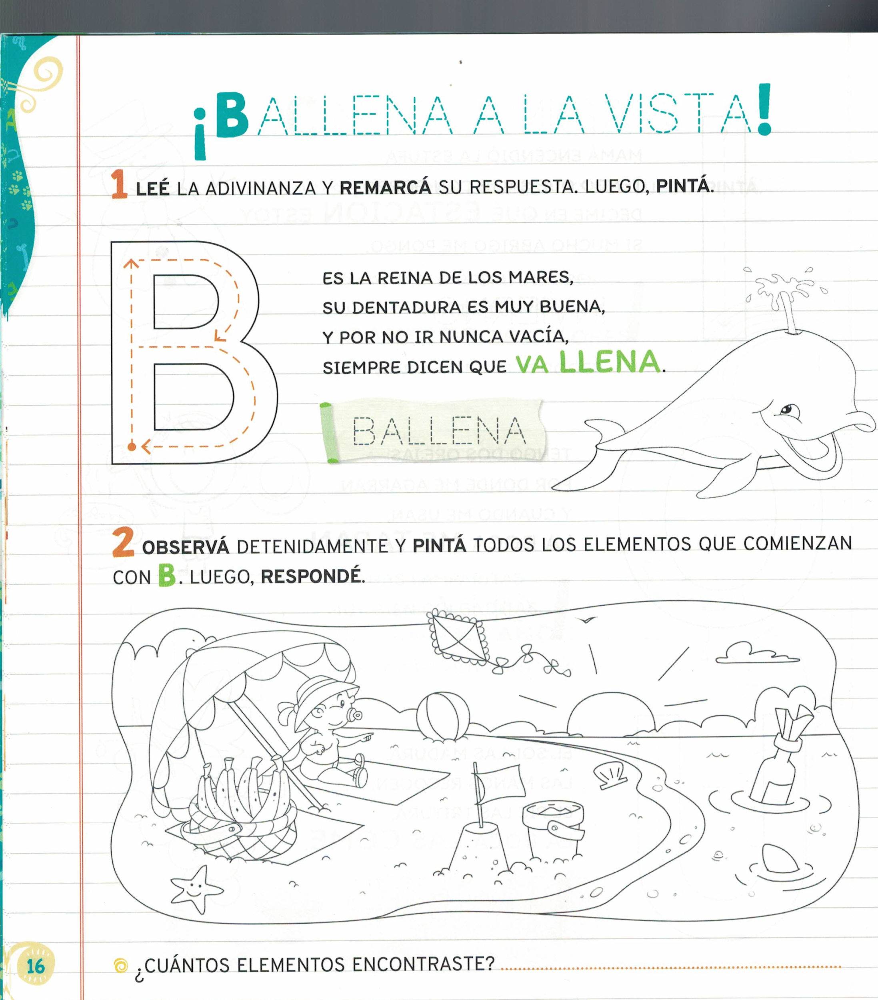 ¡BALLENA A LA VISTA!
1 LEÉ LA ADIVINANZA Y REMARCÁ SU RESPUESTA. LUEGO, PINTÁ.
B
ES LA REINA DE LOS MARES,
SU DENTADURA ES MUY BUENA,
Y POR NO IR NUNCA VACÍA,
SIEMPRE DICEN QUE VA LLENA.
BALLENA
2 OBSERVÁ DETENIDAMENTE Y PINTÁ TODOS LOS ELEMENTOS QUE COMIENZAN
CON B. LUEGO, RESPONDÉ.
¿CUÁNTOS ELEMENTOS ENCONTRASTE?
16